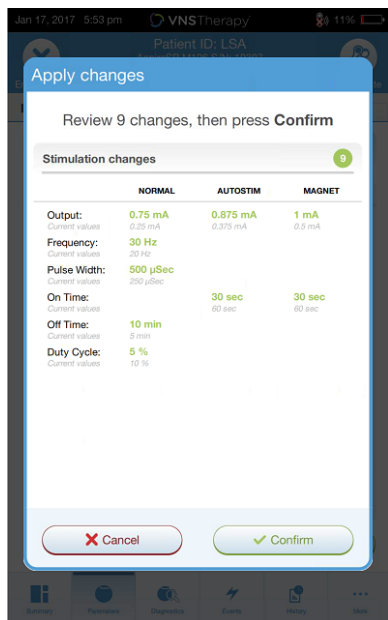 Jan 17, 2017 5:53 pm VNSTherapy 11%
Patient ID: LSA
Apply changes
Review 9 changes, then press Confirm
Stimulation changes 9
NORMAL AUTOSTIM MAGNET
Output: 0.75 mA 0.875 mA 1 mA
Current values 0.25 mA 0.375 mA 0.5 mA
Frequency: 30 Hz
Current values 20 Hz
Pulse Width: 500 µSec
Current values 250 µSec
On Time: 30 sec 30 sec
Current values 60 sec 60 sec
Off Time: 10 min
Current values 5 min
Duty Cycle: 5 %
Current values 10 %
Cancel Confirm
Summary Parameters Diagnostics Events History More